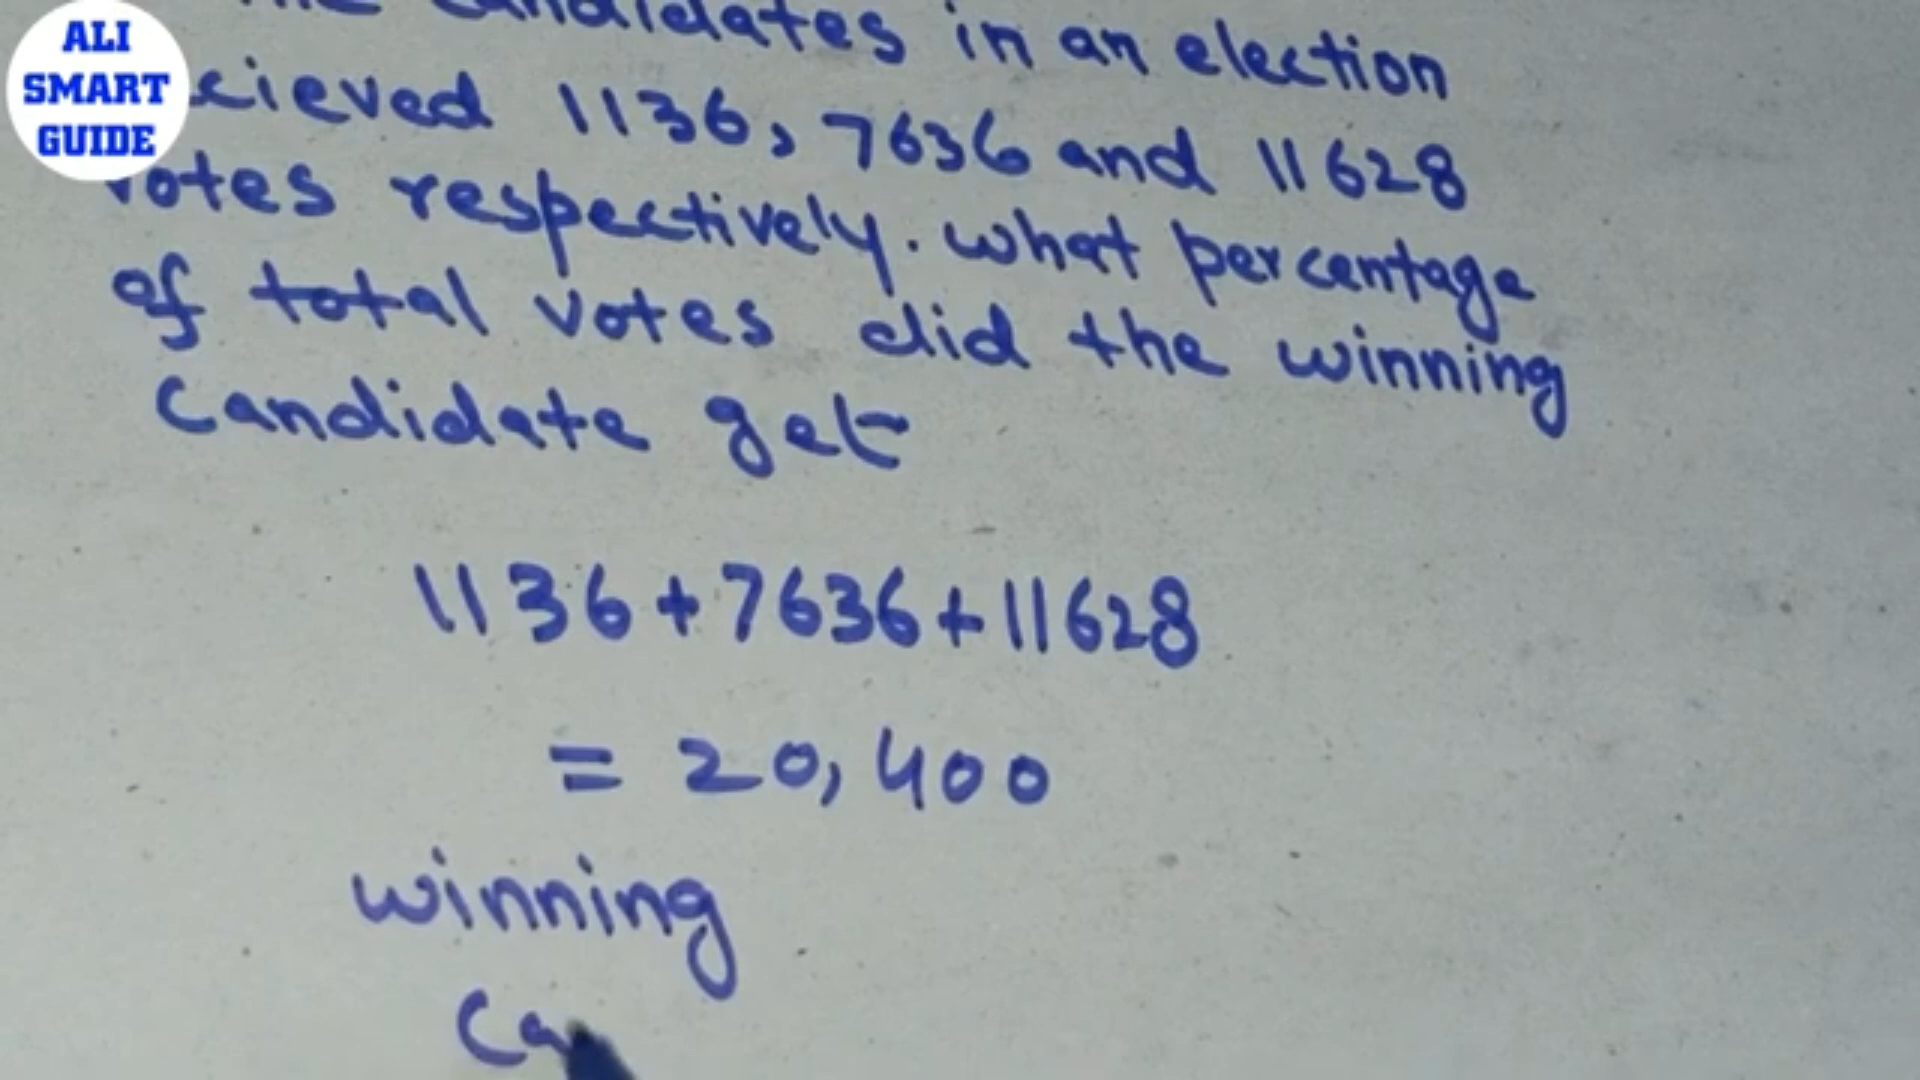 ALI
SMART
GUIDE
candidates in an election
cieved 1136, 7636 and 11628
votes respectively. what percentage
of total votes did the winning
Candidate get
1136+7636+11628
= 20,400
winning
Ca